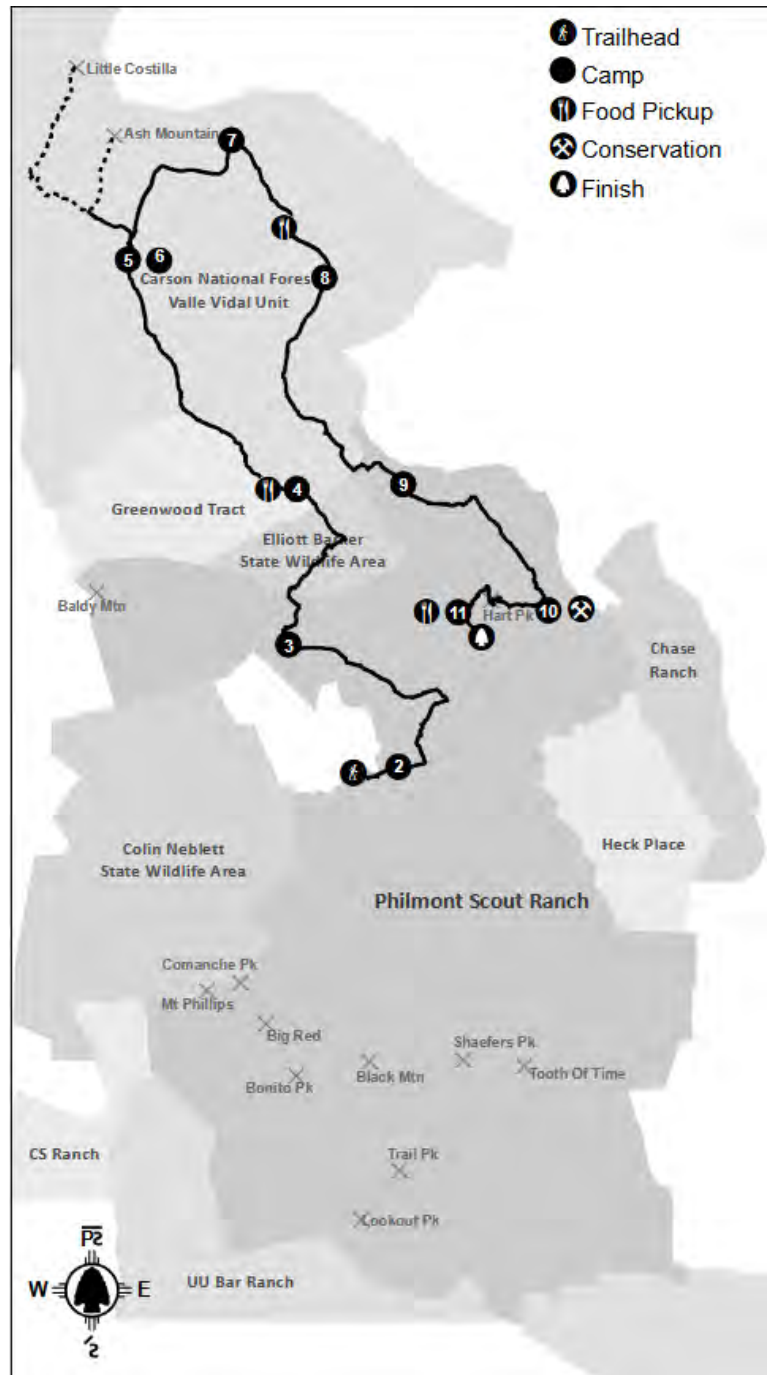 Trailhead
Camp
Food Pickup
Conservation
Finish
Little Costilla
Ash Mountain
7
5
6
8
Carson National Fores
Valle Vidal Unit
4
9
Greenwood Tract
Elliott Barker
State Wildlife Area
Baldy Mtn
11
10
Hart Pk
3
Chase
Ranch
2
Colin Neblett
State Wildlife Area
Heck Place
Philmont Scout Ranch
Comanche Pk
Mt Phillips
Big Red
Bonito Pk
Black Mtn
Shaefers Pk
Tooth Of Time
CS Ranch
Trail Pk
Lookout Pk
UU Bar Ranch
W
E